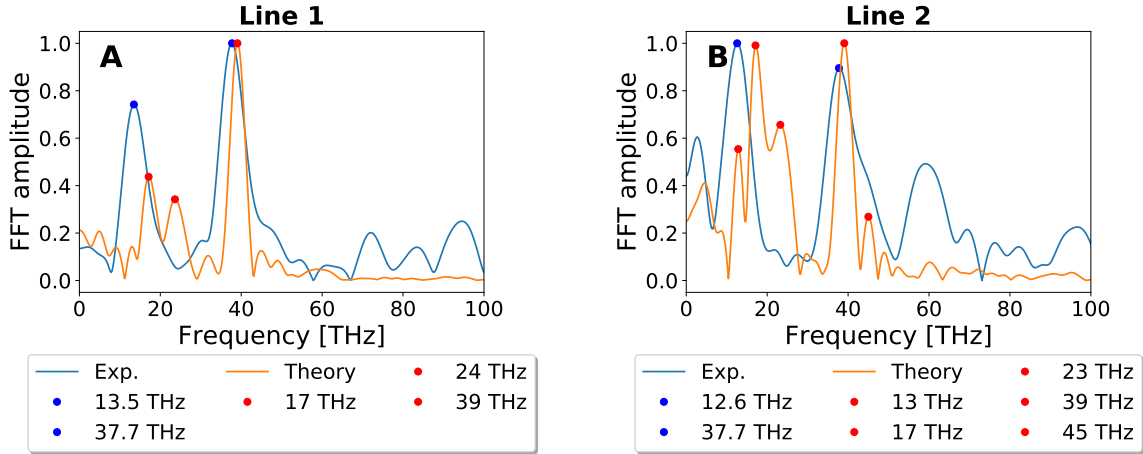 Line 1
A
FFT amplitude
1.0
0.8
0.6
0.4
0.2
0.0
0 20 40 60 80 100
Frequency [THz]
Exp. Theory 24 THz
13.5 THz 17 THz 39 THz
37.7 THz
Line 2
B
FFT amplitude
1.0
0.8
0.6
0.4
0.2
0.0
0 20 40 60 80 100
Frequency [THz]
Exp. Theory 23 THz
12.6 THz 13 THz 39 THz
37.7 THz 17 THz 45 THz